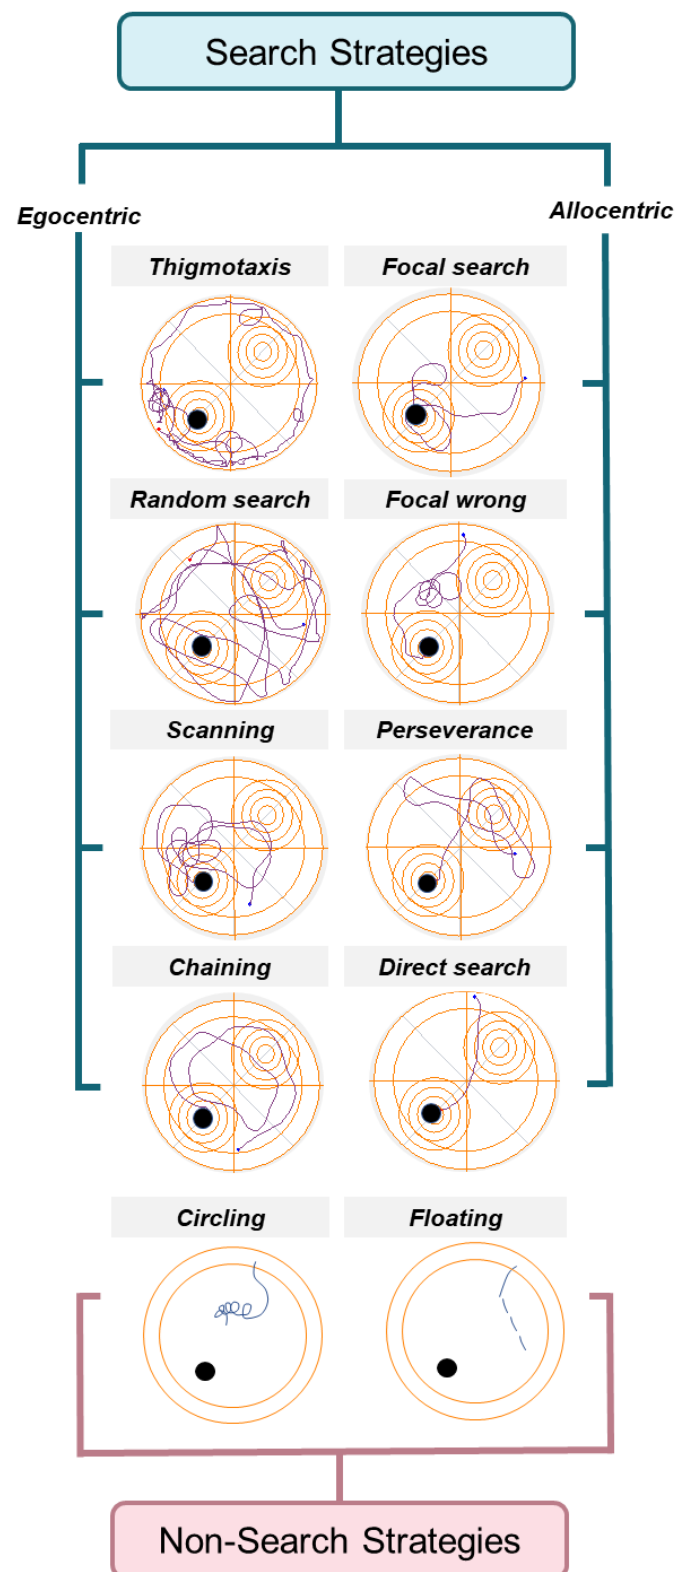 Search Strategies
Egocentric
Allocentric
Thigmotaxis
Focal search
Random search
Focal wrong
Scanning
Perseverance
Chaining
Direct search
Circling
Floating
Non-Search Strategies